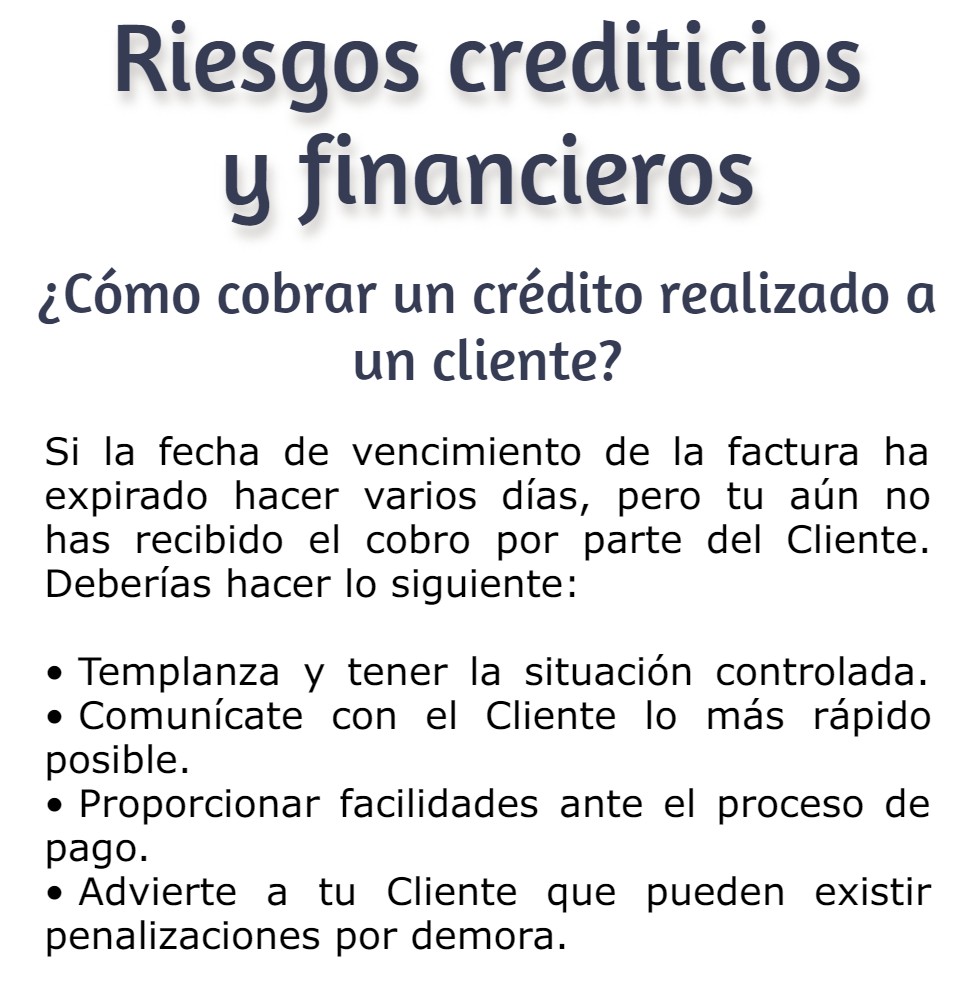 Riesgos crediticios
y financieros
¿Cómo cobrar un crédito realizado a
un cliente?
Si la fecha de vencimiento de la factura ha
expirado hacer varios días, pero tu aún no
has recibido el cobro por parte del Cliente.
Deberías hacer lo siguiente:
• Templanza y tener la situación controlada.
• Comunícate con el Cliente lo más rápido
posible.
• Proporcionar facilidades ante el proceso de
pago.
• Advierte a tu Cliente que pueden existir
penalizaciones por demora.